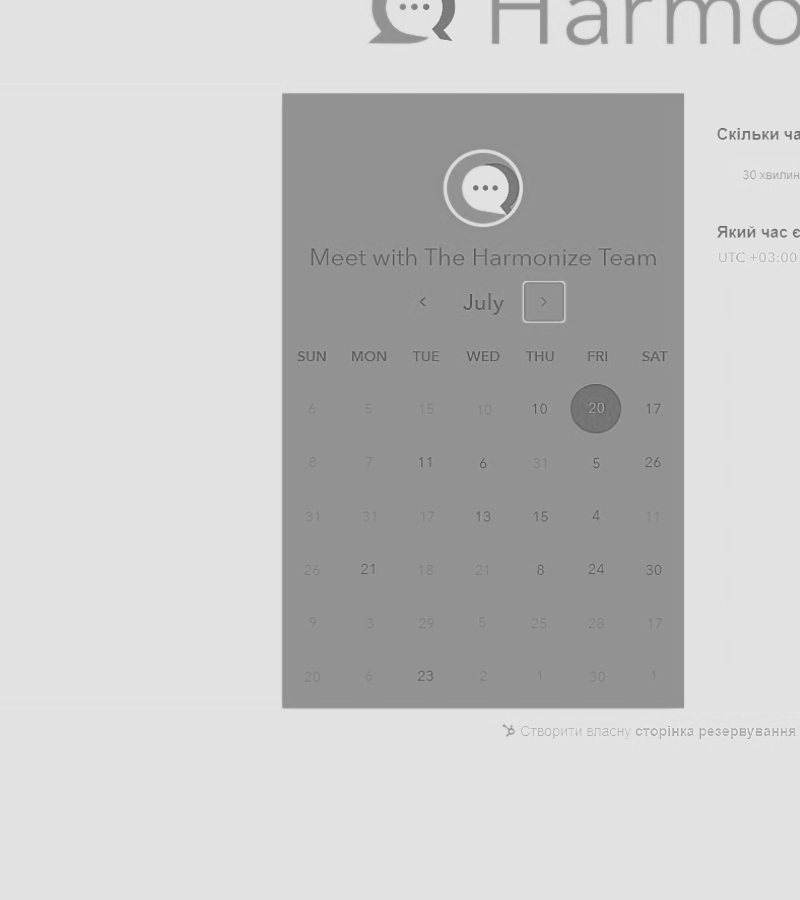 Harmo
Скільки ча
30 хвилин
Який час є
UTC +03:00
Meet with The Harmonize Team
July
SUN MON TUE WED THU FRI SAT
6 5 15 10 10 20 17
8 7 11 6 31 5 26
31 31 17 13 15 4 11
26 21 18 21 8 24 30
9 3 29 5 25 28 17
20 6 23 2 1 30 1
Створити власну сторінка резервування